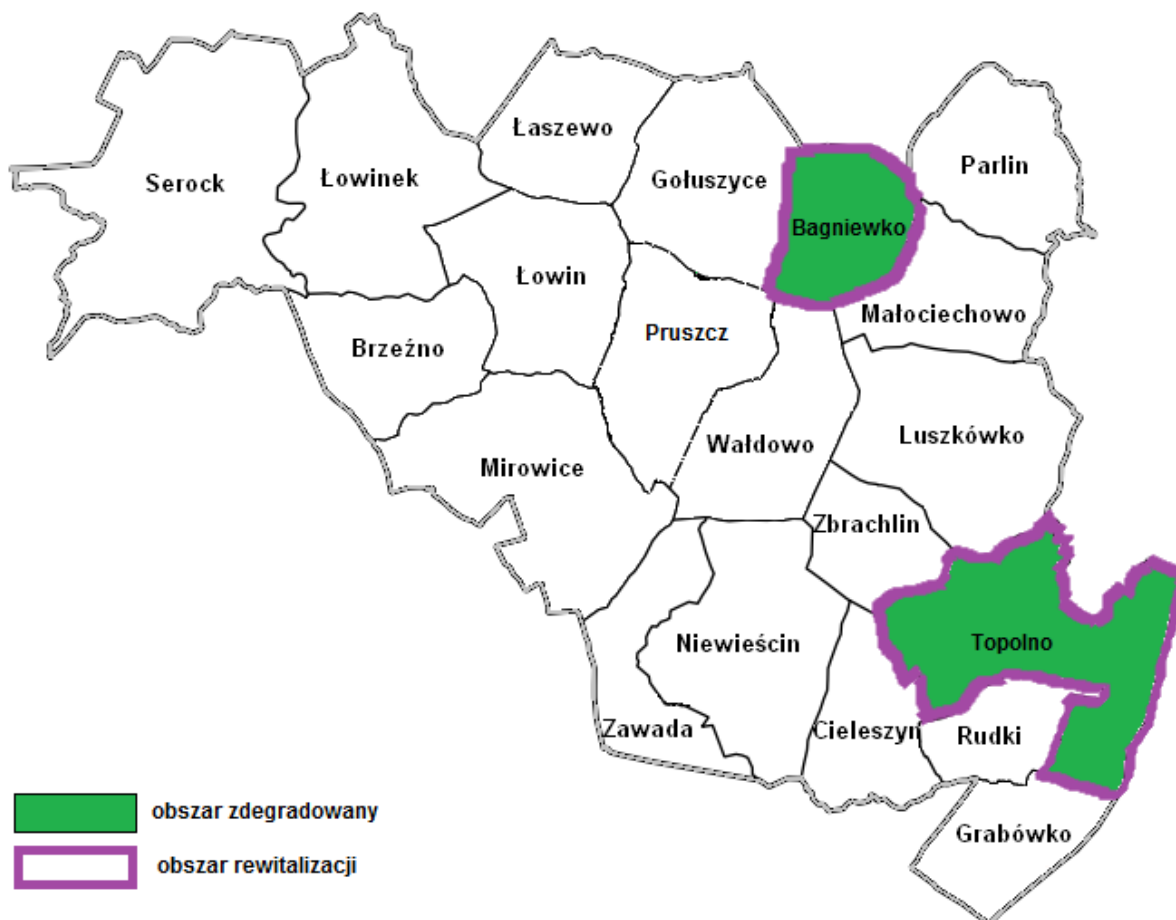 Łaszewo
Parlin
Gołuszyce
Łowinek
Serock
Bagniewko
Łowin
Małociechowo
Pruszcz
Brzeźno
Luszkówko
Wałdowo
Mirowice
Zbrachlin
Topolno
Niewieścin
Zawada
Cieleszyn
Rudki
Grabówko
obszar zdegradowany
obszar rewitalizacji